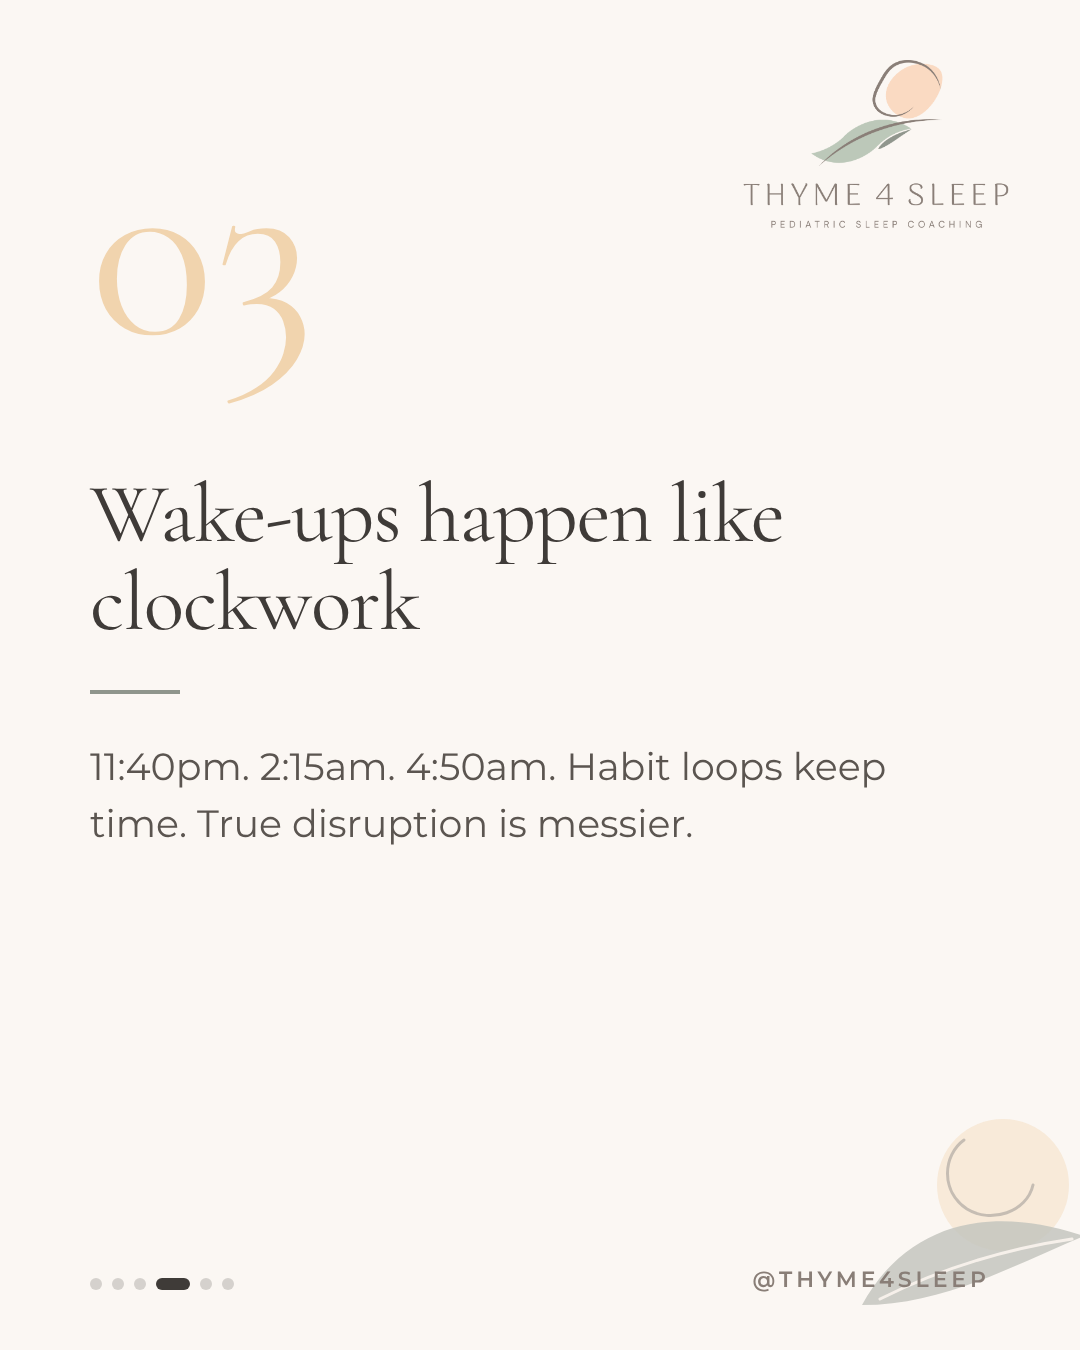 THYME 4 SLEEP
PEDIATRIC SLEEP COACHING
03
Wake-ups happen like
clockwork
11:40pm. 2:15am. 4:50am. Habit loops keep
time. True disruption is messier.
@THYME4SLEEP